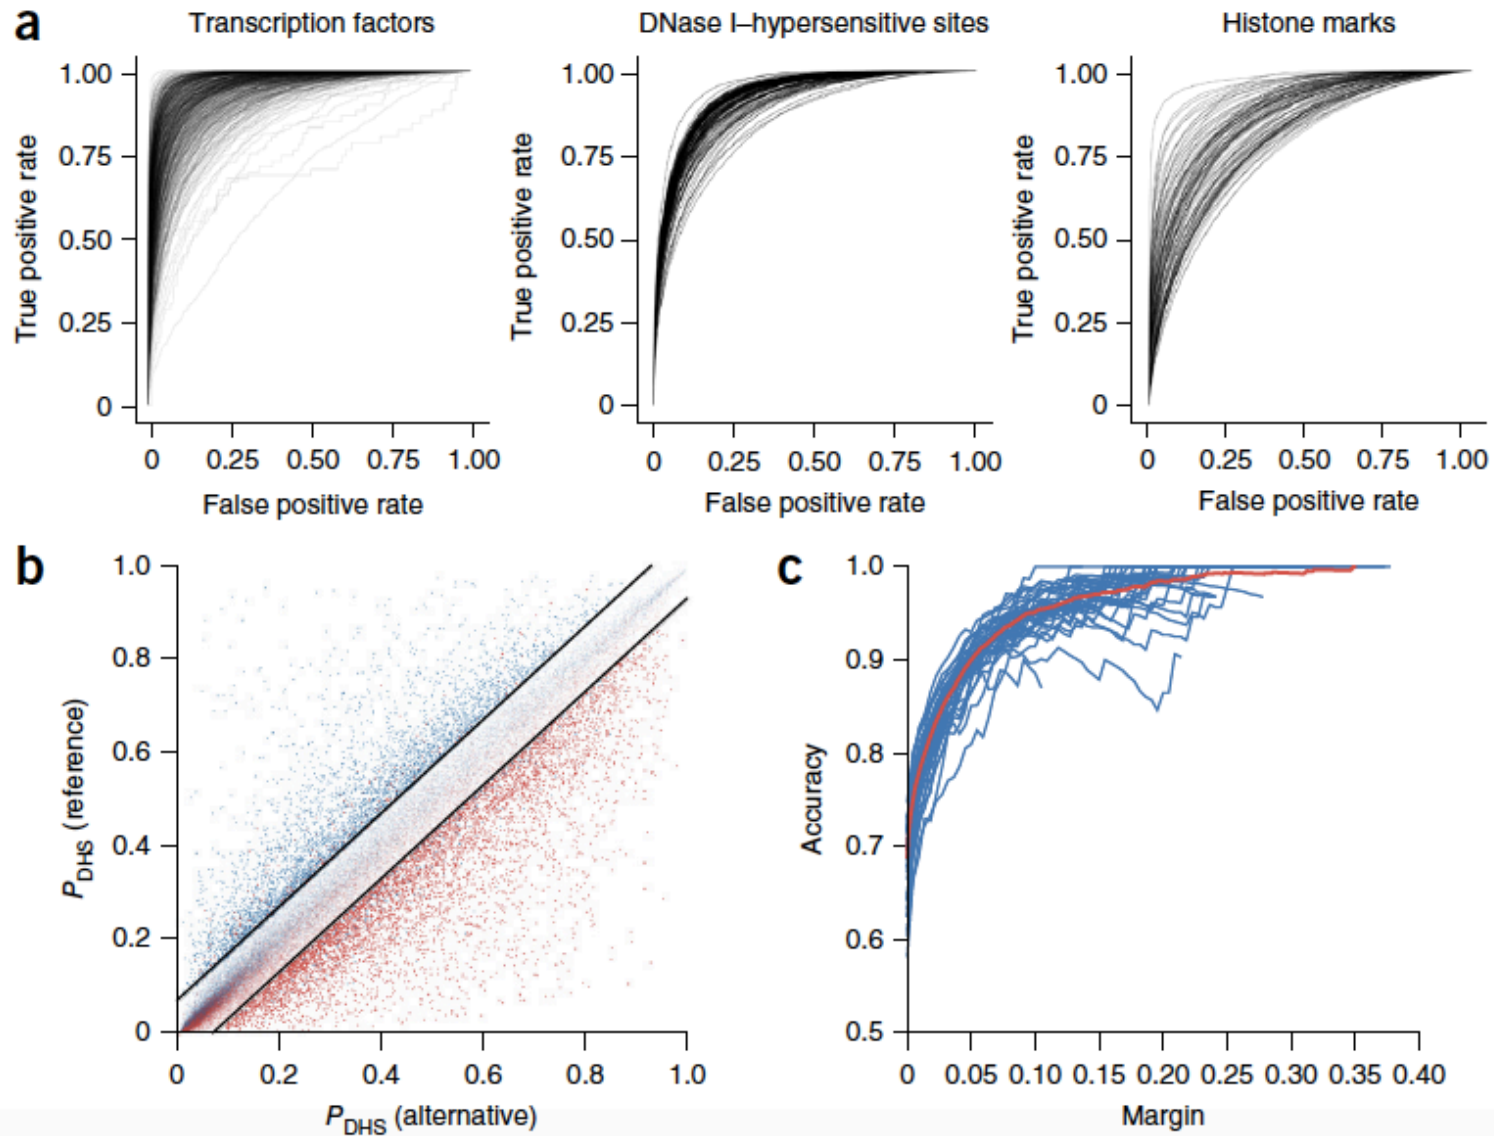 a
Transcription factors
DNase I–hypersensitive sites
Histone marks
1.00
0.75
0.50
0.25
0
True positive rate
0 0.25 0.50 0.75 1.00
False positive rate
1.00
0.75
0.50
0.25
0
True positive rate
0 0.25 0.50 0.75 1.00
False positive rate
1.00
0.75
0.50
0.25
0
True positive rate
0 0.25 0.50 0.75 1.00
False positive rate
b
1.0
0.8
0.6
0.4
0.2
0
PDHS (reference)
0 0.2 0.4 0.6 0.8 1.0
PDHS (alternative)
c
1.0
0.9
0.8
0.7
0.6
0.5
Accuracy
0 0.05 0.10 0.15 0.20 0.25 0.30 0.35 0.40
Margin